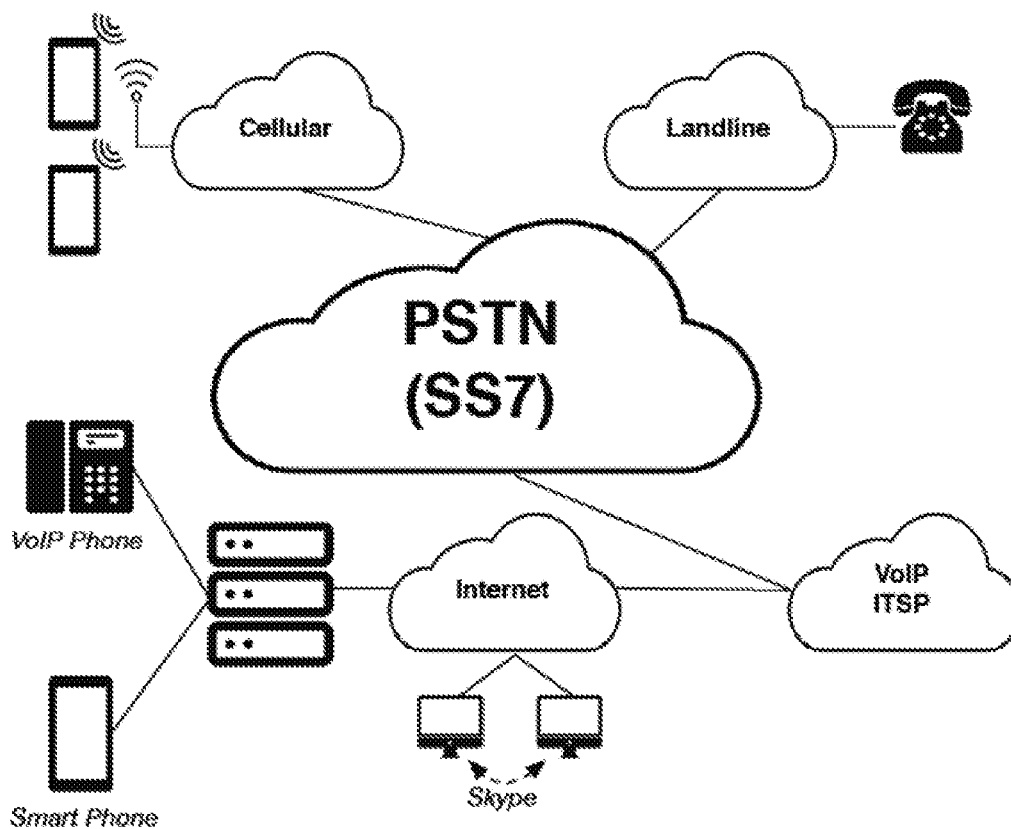 Cellular
Landline
PSTN
(SS7)
VoIP Phone
Internet
VoIP
ITSP
Skype
Smart Phone